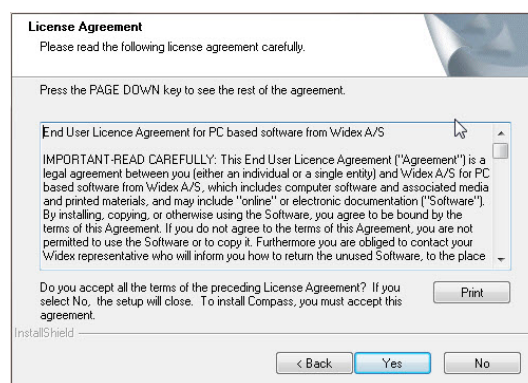 License Agreement
Please read the following license agreement carefully.
Press the PAGE DOWN key to see the rest of the agreement.
End User Licence Agreement for PC based software from Widex A/S
IMPORTANT-READ CAREFULLY: This End User Licence Agreement ("Agreement") is a
legal agreement between you (either an individual or a single entity) and Widex A/S for PC
based software from Widex A/S, which includes computer software and associated media
and printed materials, and may include "online" or electronic documentation ("Software").
By installing, copying, or otherwise using the Software, you agree to be bound by the
terms of this Agreement. If you do not agree to the terms of this Agreement, you are not
permitted to use the Software or to copy it. Furthermore you are obliged to contact your
Widex representative who will inform you how to return the unused Software, to the place
Do you accept all the terms of the preceding License Agreement? If you
select No, the setup will close. To install Compass, you must accept this
agreement.
Print
InstallShield
< Back
Yes
No